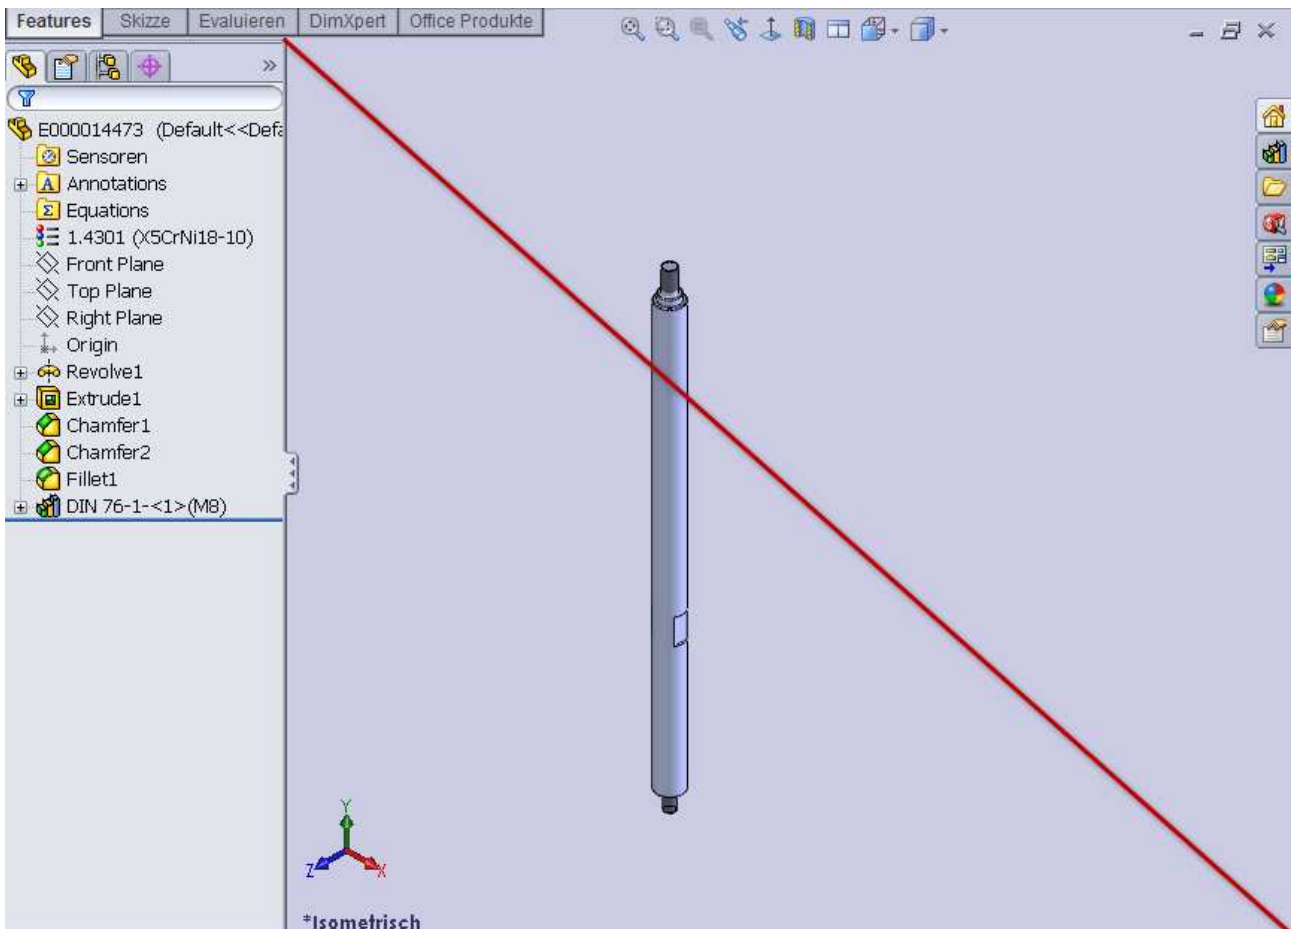 Features Skizze Evaluieren DimXpert Office Produkte
E000014473 (Default<<Defa
Sensoren
Annotations
Equations
1.4301 (X5CrNi18-10)
Front Plane
Top Plane
Right Plane
Origin
Revolve1
Extrude1
Chamfer1
Chamfer2
Fillet1
DIN 76-1-<1>(M8)
Y
Z X
*Isometrisch